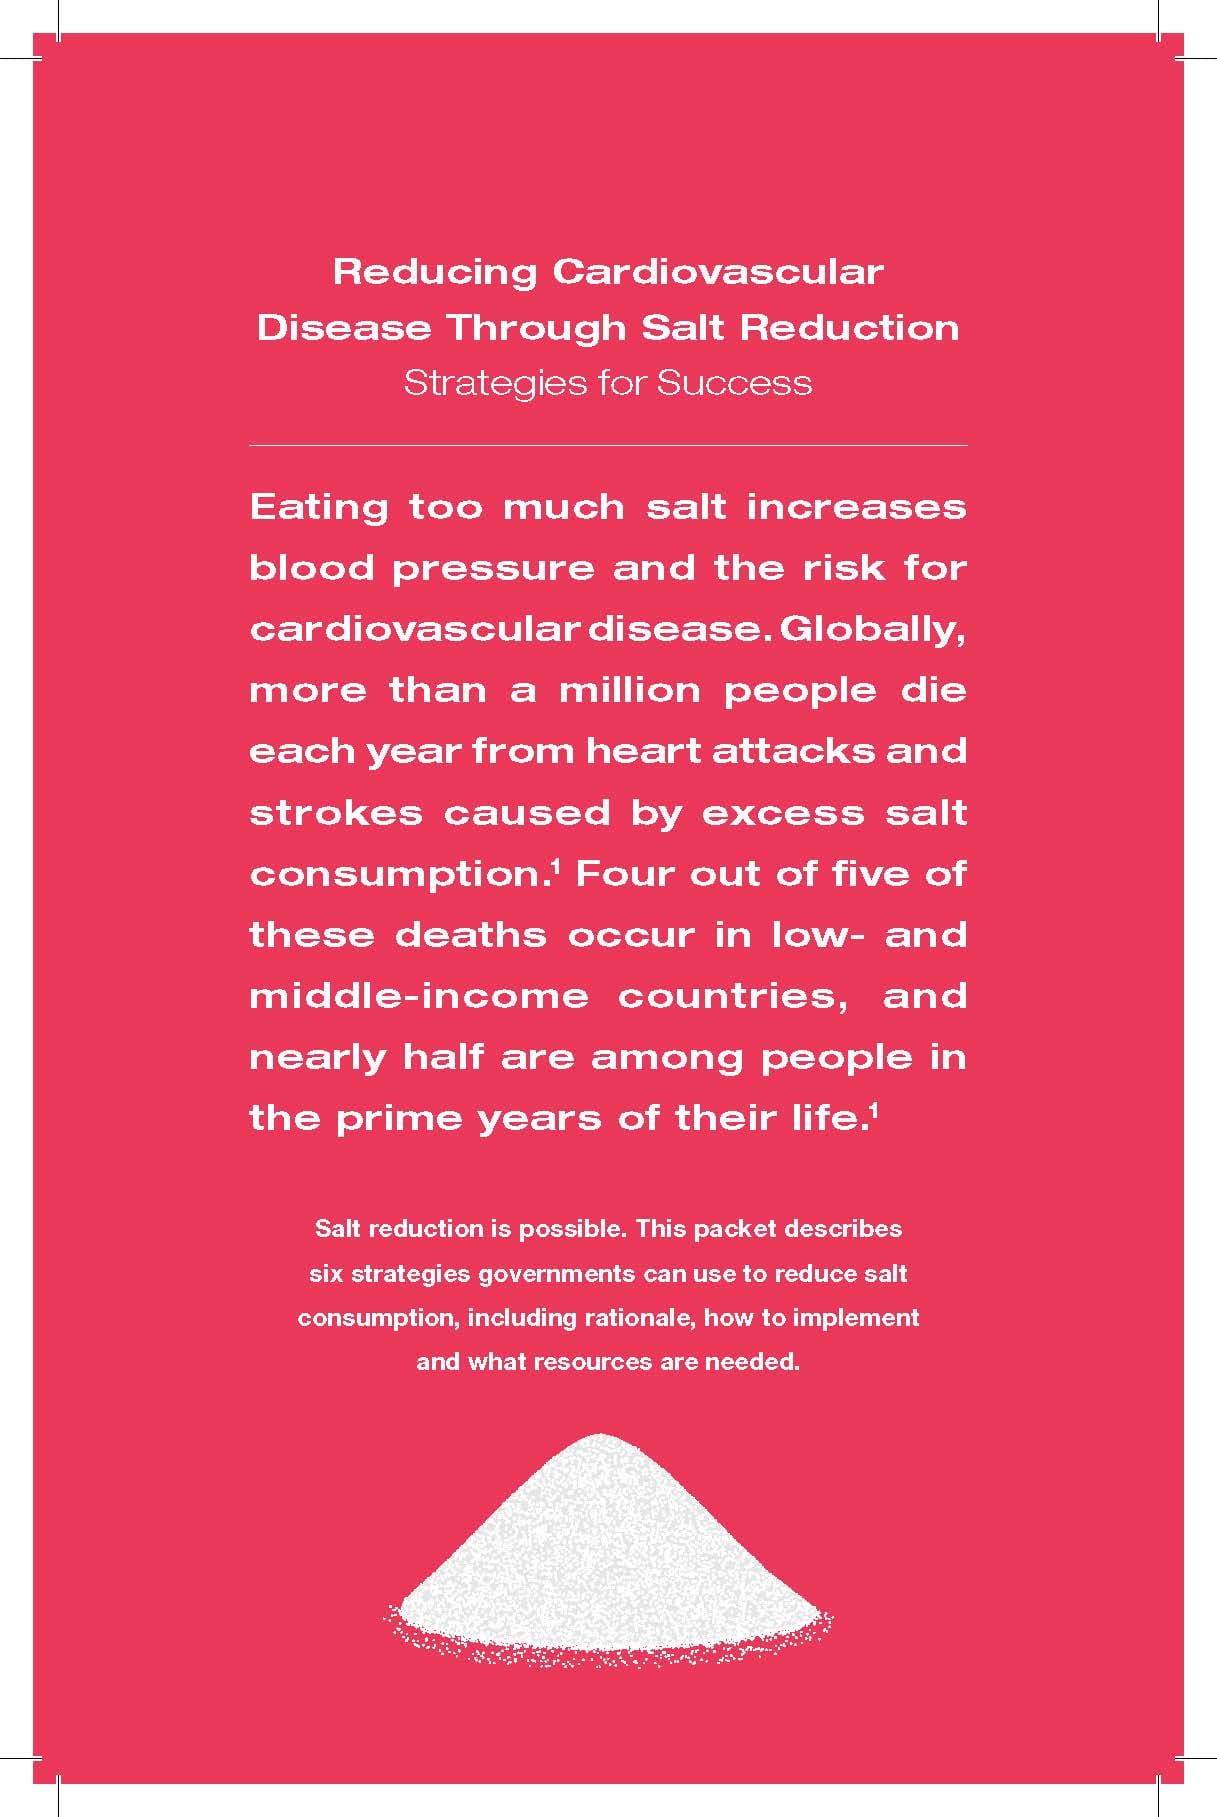 Reducing Cardiovascular
Disease Through Salt Reduction
Strategies for Success
Eating too much salt increases
blood pressure and the risk for
cardiovascular disease. Globally,
more than a million people die
each year from heart attacks and
strokes caused by excess salt
consumption.¹ Four out of five of
these deaths occur in low- and
middle-income countries, and
nearly half are among people in
the prime years of their life.¹
Salt reduction is possible. This packet describes
six strategies governments can use to reduce salt
consumption, including rationale, how to implement
and what resources are needed.